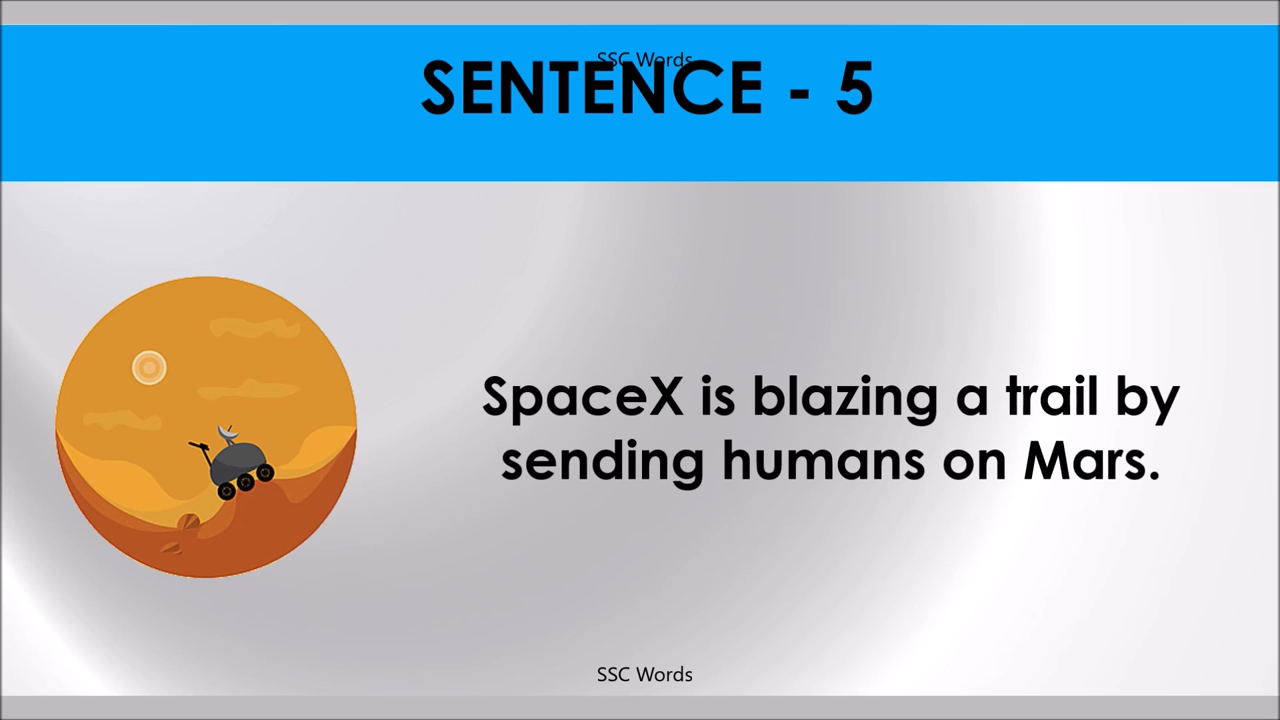 SSC Words
SENTENCE - 5
SpaceX is blazing a trail by
sending humans on Mars.
SSC Words